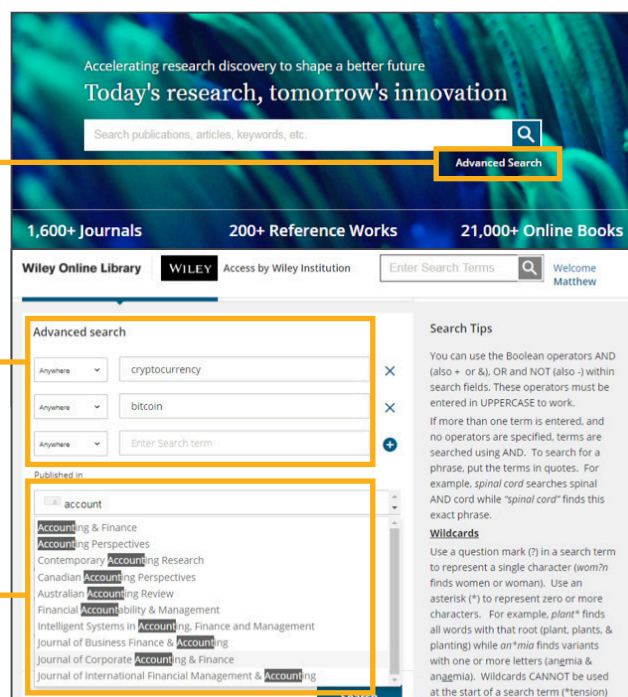 Accelerating research discovery to shape a better future
Today's research, tomorrow's innovation
Search publications, articles, keywords, etc.
Advanced Search
1,600+ Journals 200+ Reference Works 21,000+ Online Books
Wiley Online Library WILEY Access by Wiley Institution Enter Search Terms Welcome
Matthew
Advanced search
Anywhere cryptocurrency
Anywhere bitcoin
Anywhere Enter Search term
Published in
account
Accounting & Finance
Accounting Perspectives
Contemporary Accounting Research
Canadian Accounting Perspectives
Australian Accounting Review
Financial Accountability & Management
Intelligent Systems in Accounting, Finance and Management
Journal of Business Finance & Accounting
Journal of Corporate Accounting & Finance
Journal of International Financial Management & Accounting
Search Tips
You can use the Boolean operators AND
(also + or &), OR and NOT (also -) within
search fields. These operators must be
entered in UPPERCASE to work.
If more than one term is entered, and
no operators are specified, terms are
searched using AND. To search for a
phrase, put the terms in quotes. For
example, spinal cord searches spinal
AND cord while "spinal cord" finds this
exact phrase.
Wildcards
Use a question mark (?) in a search term
to represent a single character (wom?n
finds women or woman). Use an
asterisk (*) to represent zero or more
characters. For example, plant* finds
all words with that root (plant, plants, &
planting) while an*mia finds variants
with one or more letters (anemia &
anaemia). Wildcards CANNOT be used
at the start of a search term (*tension)